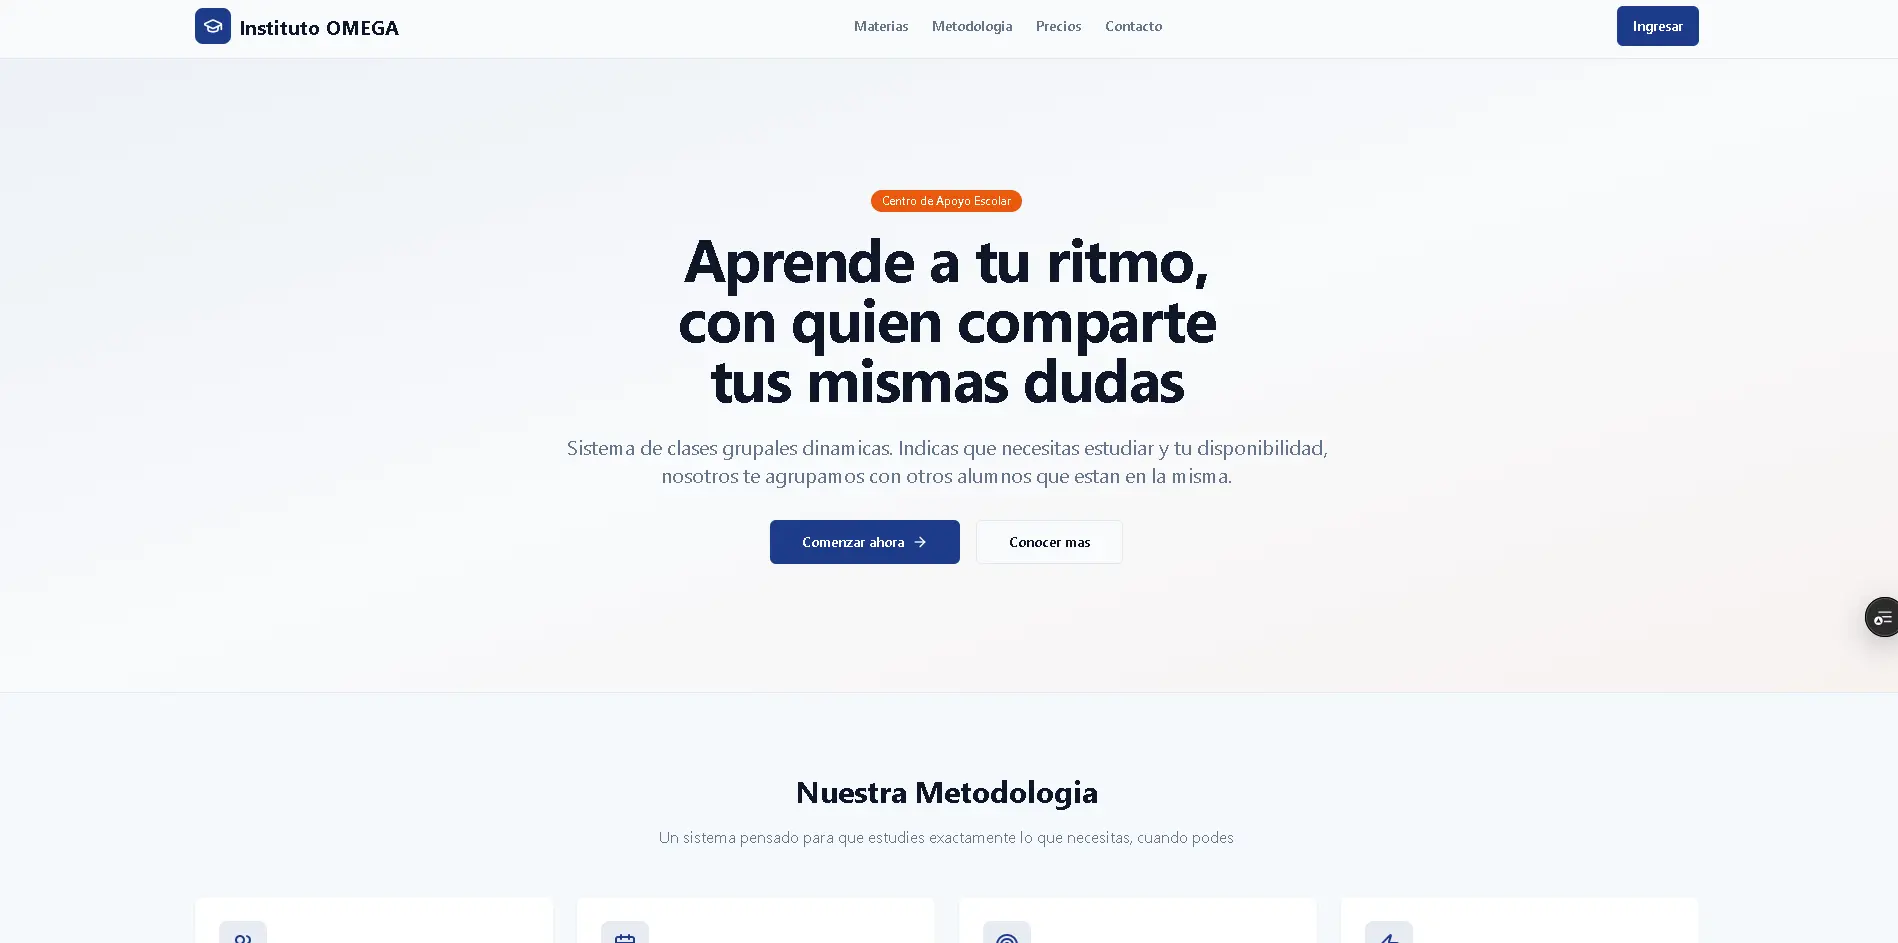 Instituto OMEGA
Materias
Metodologia
Precios
Contacto
Ingresar
Centro de Apoyo Escolar
Aprende a tu ritmo,
con quien comparte
tus mismas dudas
Sistema de clases grupales dinamicas. Indicas que necesitas estudiar y tu disponibilidad,
nosotros te agrupamos con otros alumnos que estan en la misma.
Comenzar ahora →
Conocer mas
Nuestra Metodologia
Un sistema pensado para que estudies exactamente lo que necesitas, cuando podes